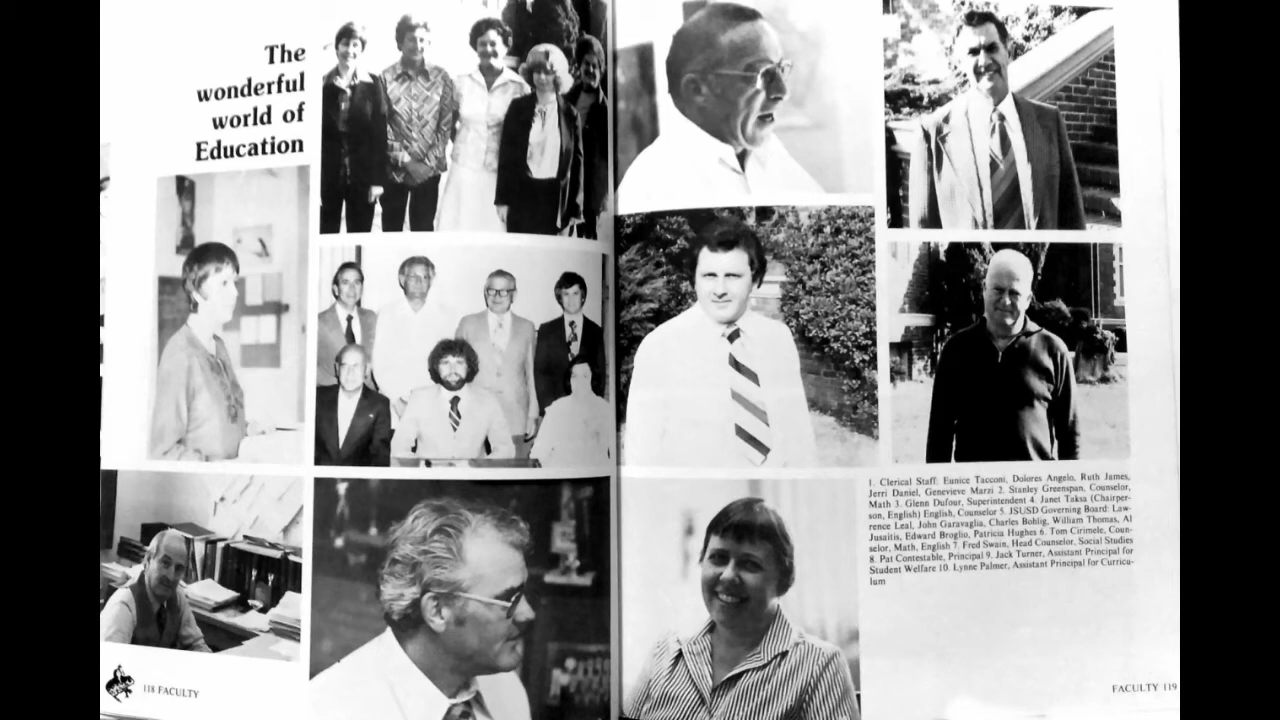 The
wonderful
world of
Education
1. Clerical Staff: Eunice Tacconi, Dolores Angelo, Ruth James,
Jerri Daniel, Genevieve Marzi 2. Stanley Greenspan, Counselor,
Math 3. Glenn Dufour, Superintendent 4. Janet Taksa (Chairper-
son, English) English, Counselor 5. JSUSD Governing Board: Law-
rence Leal, John Garavaglia, Charles Bohlig, William Thomas, Al
Jusaitis, Edward Broglio, Patricia Hughes 6. Tom Cirimele, Coun-
selor, Math, English 7. Fred Swain, Head Counselor, Social Studies
8. Pat Contestable, Principal 9. Jack Turner, Assistant Principal for
Student Welfare 10. Lynne Palmer, Assistant Principal for Curricu-
lum
118 FACULTY
FACULTY 119